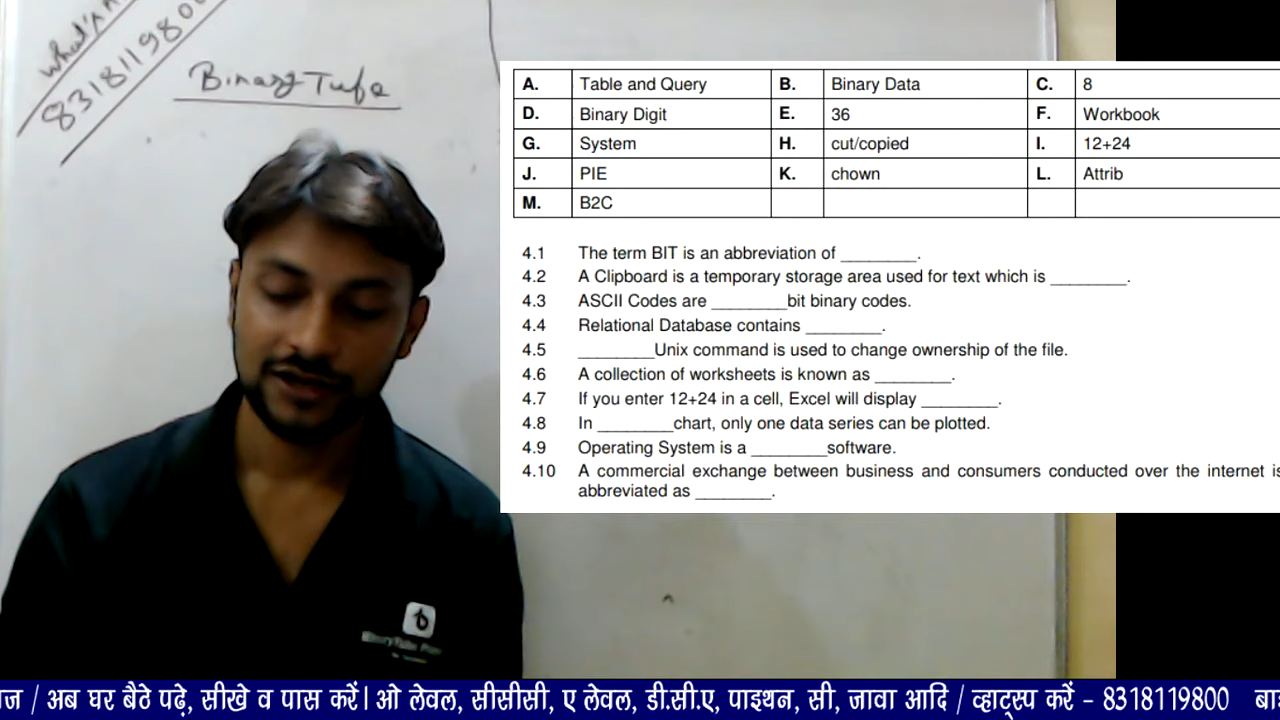 what's
8318119800
Binary Tube
A. Table and Query B. Binary Data C. 8
D. Binary Digit E. 36 F. Workbook
G. System H. cut/copied I. 12+24
J. PIE K. chown L. Attrib
M. B2C
4.1 The term BIT is an abbreviation of ________.
4.2 A Clipboard is a temporary storage area used for text which is ________.
4.3 ASCII Codes are ________bit binary codes.
4.4 Relational Database contains ________.
4.5 ________Unix command is used to change ownership of the file.
4.6 A collection of worksheets is known as ________.
4.7 If you enter 12+24 in a cell, Excel will display ________.
4.8 In ________chart, only one data series can be plotted.
4.9 Operating System is a ________software.
4.10 A commercial exchange between business and consumers conducted over the internet is
abbreviated as ________.
/ अब घर बैठे पढ़े, सीखे व पास करें। ओ लेवल, सीसीसी, ए लेवल, डी.सी.ए, पाइथन, सी, जावा आदि / व्हाट्स्प करें - 8318119800